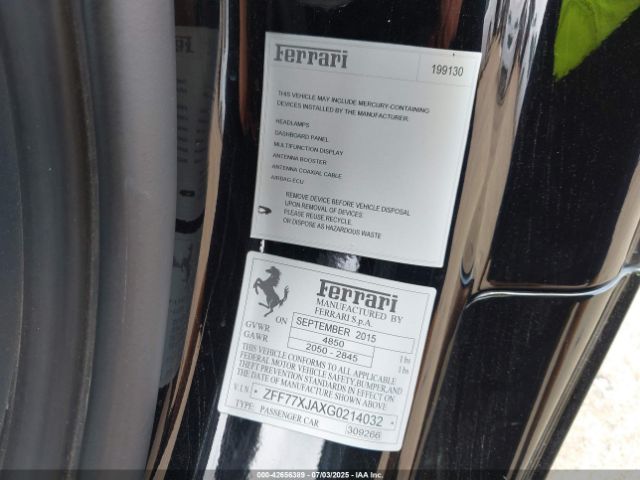 Ferrari
199130
THIS VEHICLE MAY INCLUDE MERCURY-CONTAINING
DEVICES INSTALLED BY THE MANUFACTURER:
HEADLAMPS
DASHBOARD PANEL
MULTIFUNCTION DISPLAY
ANTENNA BOOSTER
ANTENNA COAXIAL CABLE
AIRBAG ECU
REMOVE DEVICE BEFORE VEHICLE DISPOSAL
UPON REMOVAL OF DEVICES.
PLEASE REUSE, RECYCLE
OR DISPOSE AS HAZARDOUS WASTE
Ferrari
MANUFACTURED BY
FERRARI S.p.A.
ON SEPTEMBER 2015
GVWR 4850 lbs
GAWR 2050 - 2845 lbs
THIS VEHICLE CONFORMS TO ALL APPLICABLE
FEDERAL MOTOR VEHICLE SAFETY, BUMPER, AND
THEFT PREVENTION STANDARDS IN EFFECT ON
THE DATE OF MANUFACTURE SHOWN ABOVE
V.I.N. ZFF77XJAXG0214032
TYPE: PASSENGER CAR
309266
000-42656389 - 07/03/2025 - IAAI.COM